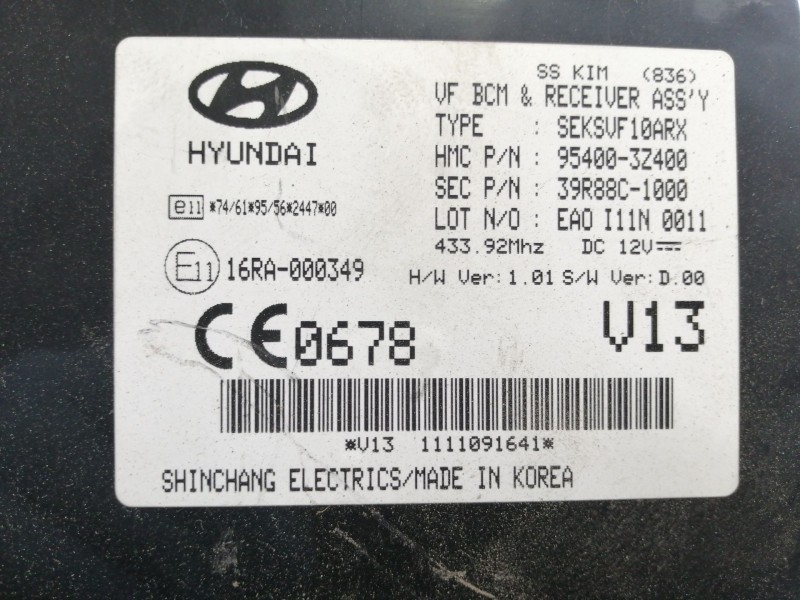 SS KIM (836)
HYUNDAI
VF BCM & RECEIVER ASS'Y
TYPE : SEKSVF10ARX
HMC P/N : 95400-3Z400
SEC P/N : 39R88C-1000
LOT N/O : EAO I11N 0011
433.92Mhz DC 12V
H/W Ver: 1.01 S/W Ver: D.00
e11 *74/61*95/56*2447*00
E11 16RA-000349
CE0678
V13
*V13 1111091641*
SHINCHANG ELECTRICS/MADE IN KOREA